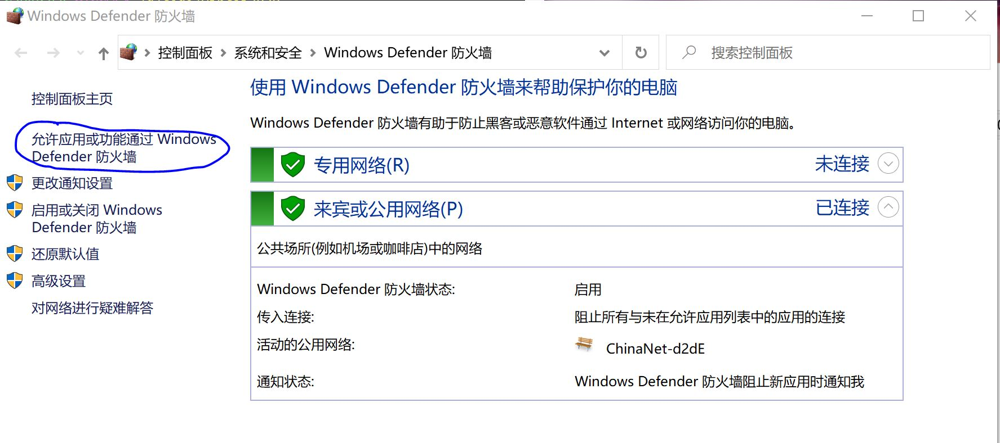 Windows Defender 防火墙
控制面板 系统和安全 Windows Defender 防火墙
搜索控制面板
控制面板主页
允许应用或功能通过 Windows
Defender 防火墙
更改通知设置
启用或关闭 Windows
Defender 防火墙
还原默认值
高级设置
对网络进行疑难解答
使用 Windows Defender 防火墙来帮助保护你的电脑
Windows Defender 防火墙有助于防止黑客或恶意软件通过 Internet 或网络访问你的电脑。
专用网络(R) 未连接
来宾或公用网络(P) 已连接
公共场所(例如机场或咖啡店)中的网络
Windows Defender 防火墙状态: 启用
传入连接: 阻止所有与未在允许应用列表中的应用的连接
活动的公用网络: ChinaNet-d2dE
通知状态: Windows Defender 防火墙阻止新应用时通知我